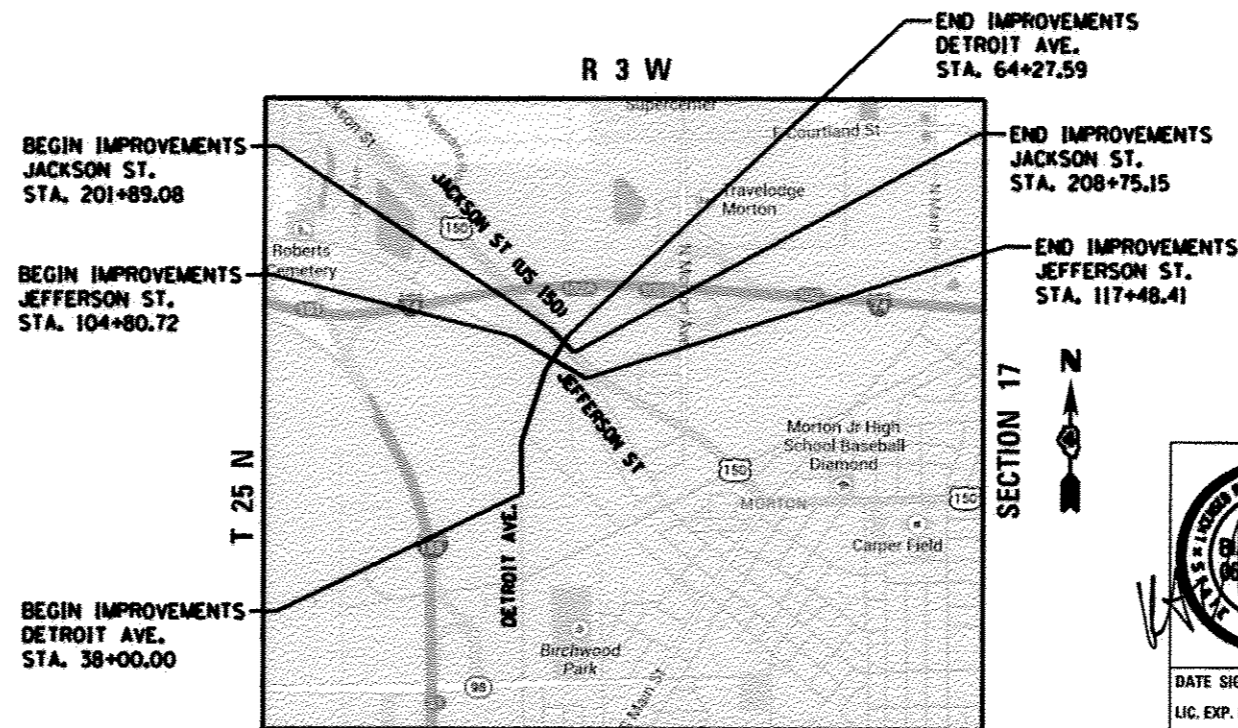 END IMPROVEMENTS
DETROIT AVE.
STA. 64+27.59
R 3 W
BEGIN IMPROVEMENTS
JACKSON ST.
STA. 201+89.08
END IMPROVEMENTS
JACKSON ST.
STA. 208+75.15
BEGIN IMPROVEMENTS
JEFFERSON ST.
STA. 104+80.72
END IMPROVEMENTS
JEFFERSON ST.
STA. 117+48.41
BEGIN IMPROVEMENTS
DETROIT AVE.
STA. 38+00.00
Supercenter
E Courtland St
Travelodge
Morton
N Main St
JACKSON ST (US 150)
150
Roberts
Cemetery
JEFFERSON ST
Morton Jr High
School Baseball
Diamond
150
MORTON
150
Carper Field
T 25 N
SECTION 17
N
DETROIT AVE.
Birchwood
Park
98
S Main St
LIC. EXP.